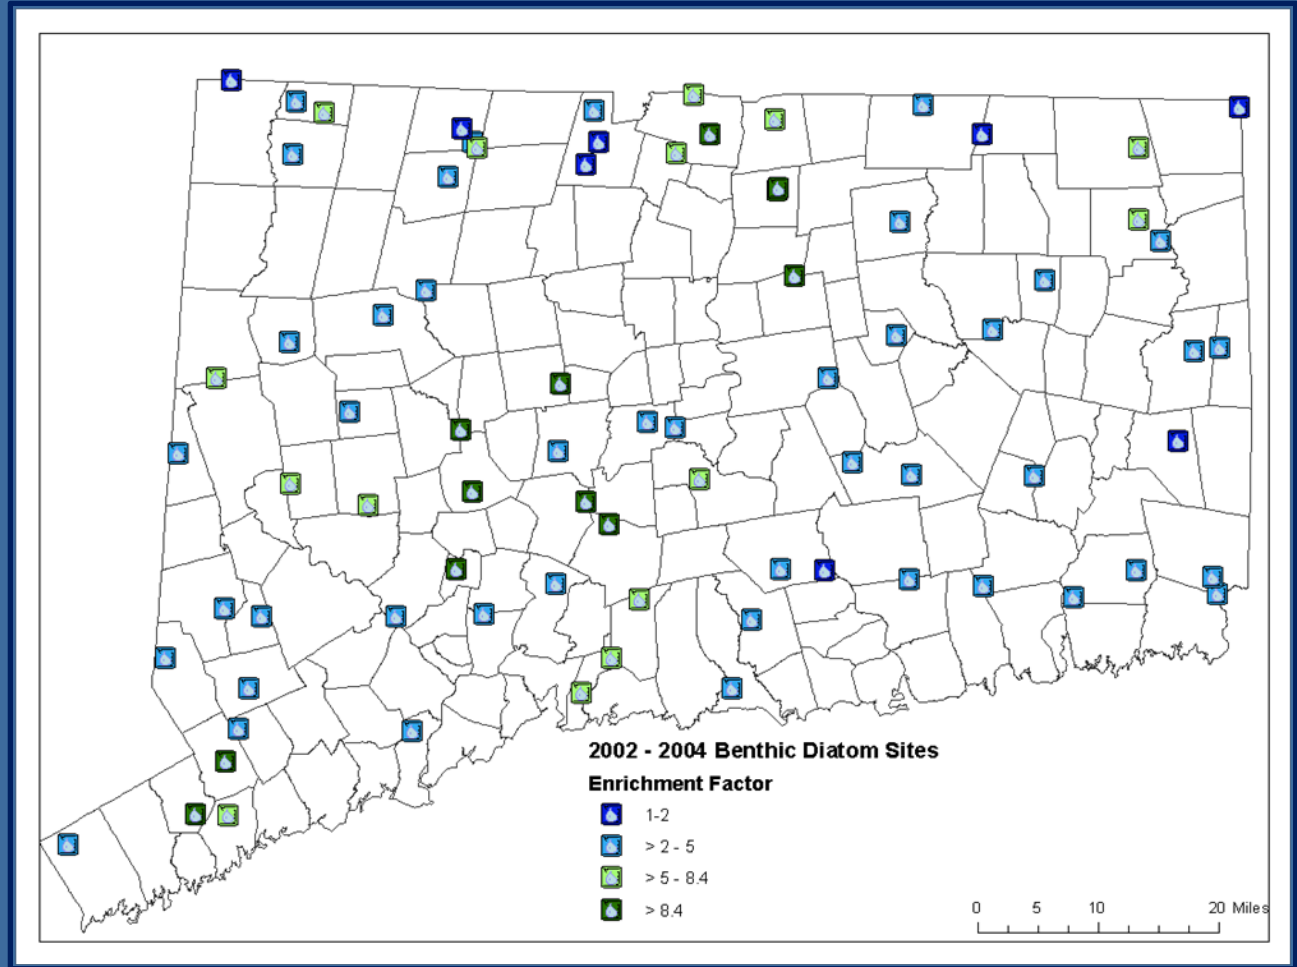 2002 - 2004 Benthic Diatom Sites
Enrichment Factor
1-2
> 2 - 5
> 5 - 8.4
> 8.4
0 5 10 20 Miles